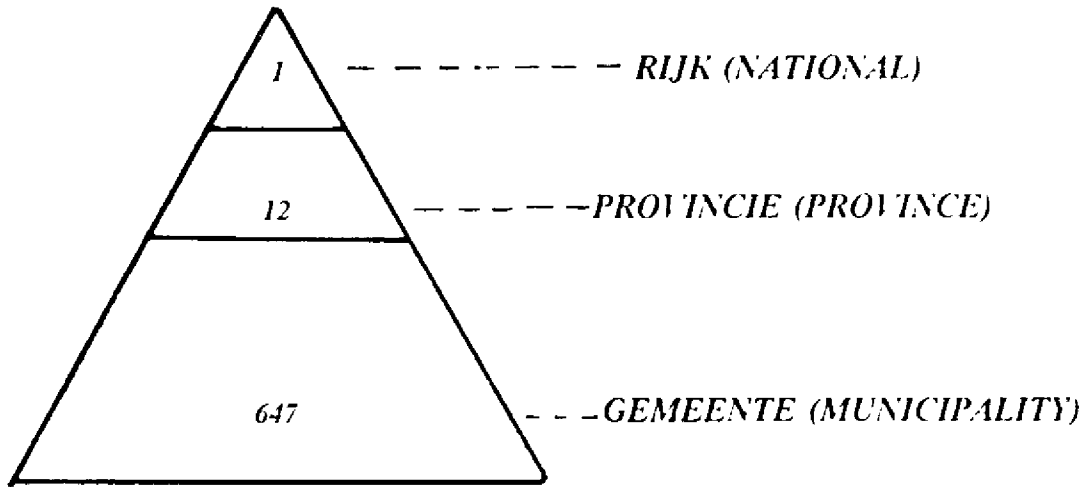 1 RIJK (NATIONAL)
12 PROVINCIE (PROVINCE)
647 GEMEENTE (MUNICIPALITY)